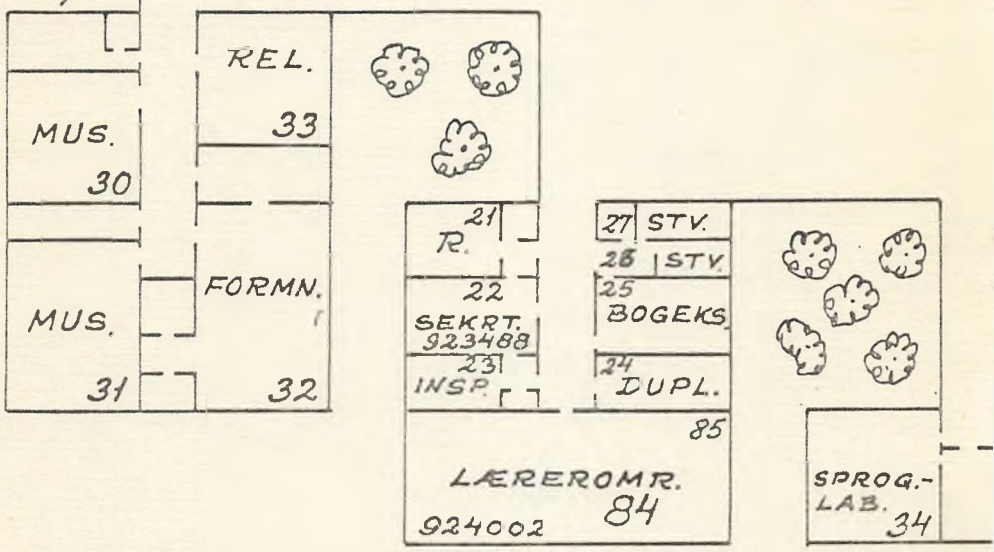 REL.
33
MUS.
30
MUS.
31
FORMN.
32
21
R.
22
SEKRT.
923488
23
INSP.
27 STV.
26 STV.
25
BOGEKS.
24
DUPL.
85
LÆREROMR.
84
924002
SPROG.-
LAB.
34